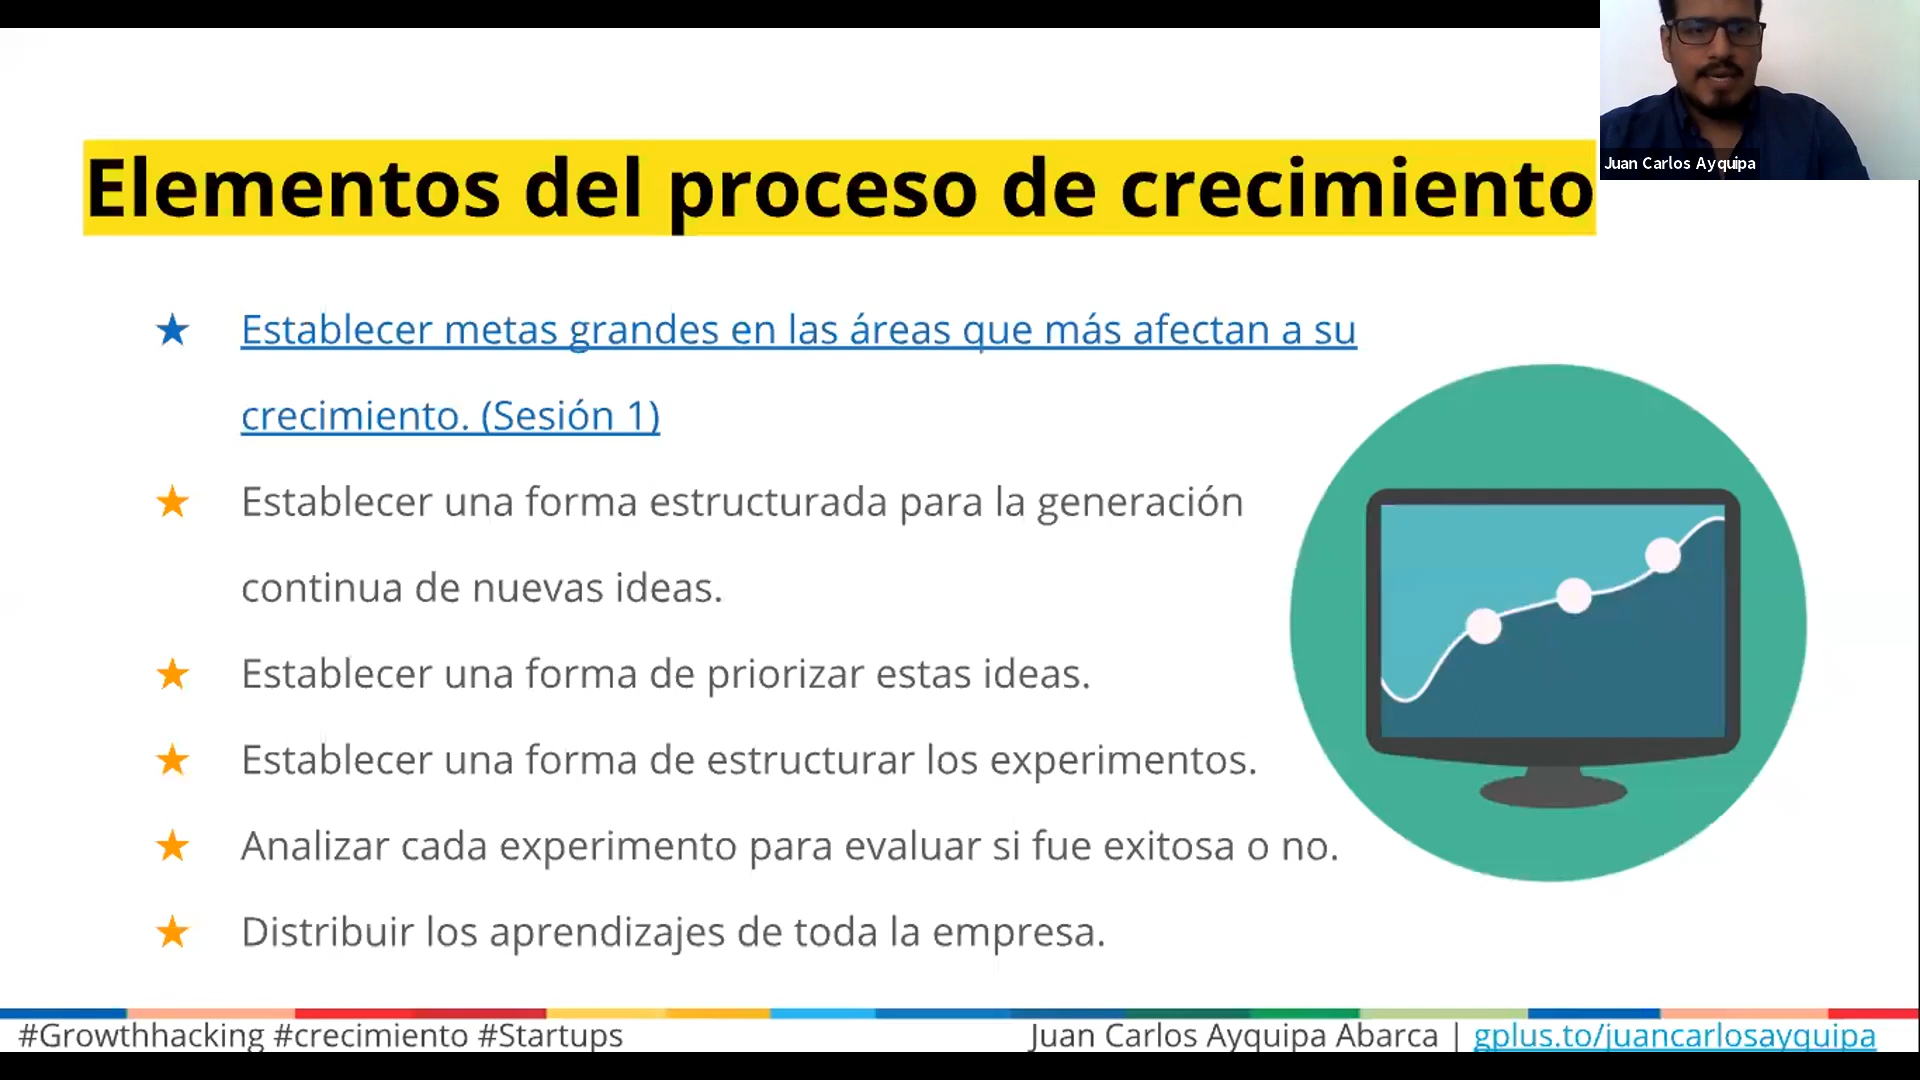 Juan Carlos Ayquipa
Elementos del proceso de crecimiento
★ Establecer metas grandes en las áreas que más afectan a su
crecimiento. (Sesión 1)
★ Establecer una forma estructurada para la generación
continua de nuevas ideas.
★ Establecer una forma de priorizar estas ideas.
★ Establecer una forma de estructurar los experimentos.
★ Analizar cada experimento para evaluar si fue exitosa o no.
★ Distribuir los aprendizajes de toda la empresa.
#Growthhacking #crecimiento #Startups
Juan Carlos Ayquipa Abarca | gplus.to/juancarlosayquipa